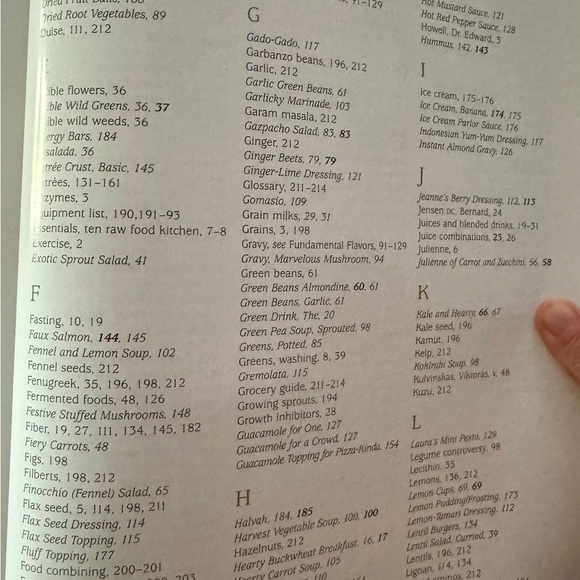 Dried Root Vegetables, 89
Dulse, 111, 212
ible flowers, 36
ible Wild Greens, 36, 37
ible wild weeds, 36
ergy Bars, 184
salada, 36
trée Crust, Basic, 145
trées, 131–161
zymes, 3
quipment list, 190,191–93
ssentials, ten raw food kitchen, 7–8
Exercise, 2
Exotic Sprout Salad, 41
F
Fasting, 10, 19
Faux Salmon, 144, 145
Fennel and Lemon Soup, 102
Fennel seeds, 212
Fenugreek, 35, 196, 198, 212
Fermented foods, 48, 126
Festive Stuffed Mushrooms, 148
Fiber, 19, 27, 111, 134, 145, 182
Fiery Carrots, 48
Figs, 198
Filberts, 198, 212
Finocchio (Fennel) Salad, 65
Flax seed, 5, 114, 198, 211
Flax Seed Dressing, 114
Flax Seed Topping, 115
Fluff Topping, 177
Food combining, 200–201
91–129
G
Gado-Gado, 117
Garbanzo beans, 196, 212
Garlic, 212
Garlic Green Beans, 61
Garlicky Marinade, 103
Garam masala, 212
Gazpacho Salad, 83, 83
Ginger, 212
Ginger Beets, 79, 79
Ginger-Lime Dressing, 121
Glossary, 211–214
Gomasio, 109
Grain milks, 29, 31
Grains, 3, 198
Gravy, see Fundamental Flavors, 91–129
Gravy, Marvelous Mushroom, 94
Green beans, 61
Green Beans Almondine, 60, 61
Green Beans, Garlic, 61
Green Drink, The, 20
Green Pea Soup, Sprouted, 98
Greens, Potted, 85
Greens, washing, 8, 39
Gremolata, 115
Grocery guide, 211–214
Growing sprouts, 194
Growth inhibitors, 28
Guacamole for One, 127
Guacamole for a Crowd, 127
Guacamole Topping for Pizza-Kinda, 154
H
Halvah, 184, 185
Harvest Vegetable Soup, 100, 100
Hazelnuts, 212
Hearty Buckwheat Breakfast, 16, 17
Hearty Carrot Soup, 105
Hot Mustard Sauce, 121
Hot Red Pepper Sauce, 128
Howell, Dr. Edward, 3
Hummus, 142, 143
I
Ice cream, 175–176
Ice Cream, Banana, 174, 175
Ice Cream Parlor Sauce, 176
Indonesian Yum-Yum Dressing, 117
Instant Almond Gravy, 126
J
Jeanne's Berry Dressing, 112, 113
Jensen DC, Bernard, 24
Juices and blended drinks, 19–31
Juice combinations, 23, 26
Julienne, 6
Julienne of Carrot and Zucchini, 56, 58
K
Kale and Hearty, 66, 67
Kale seed, 196
Kamut, 196
Kelp, 212
Kohlrabi Soup, 98
Kulvinskas, Viktoras, v, 48
Kuzu, 212
L
Laura's Mint Pesto, 129
Legume controversy, 98
Lecithin, 35
Lemons, 136, 212
Lemon Cups, 69, 69
Lemon Pudding/Frosting, 173
Lemon-Tamari Dressing, 112
Lentil Burgers, 134
Lentil Salad, Curried, 39
Lentils, 196, 212
Lignan, 114, 134